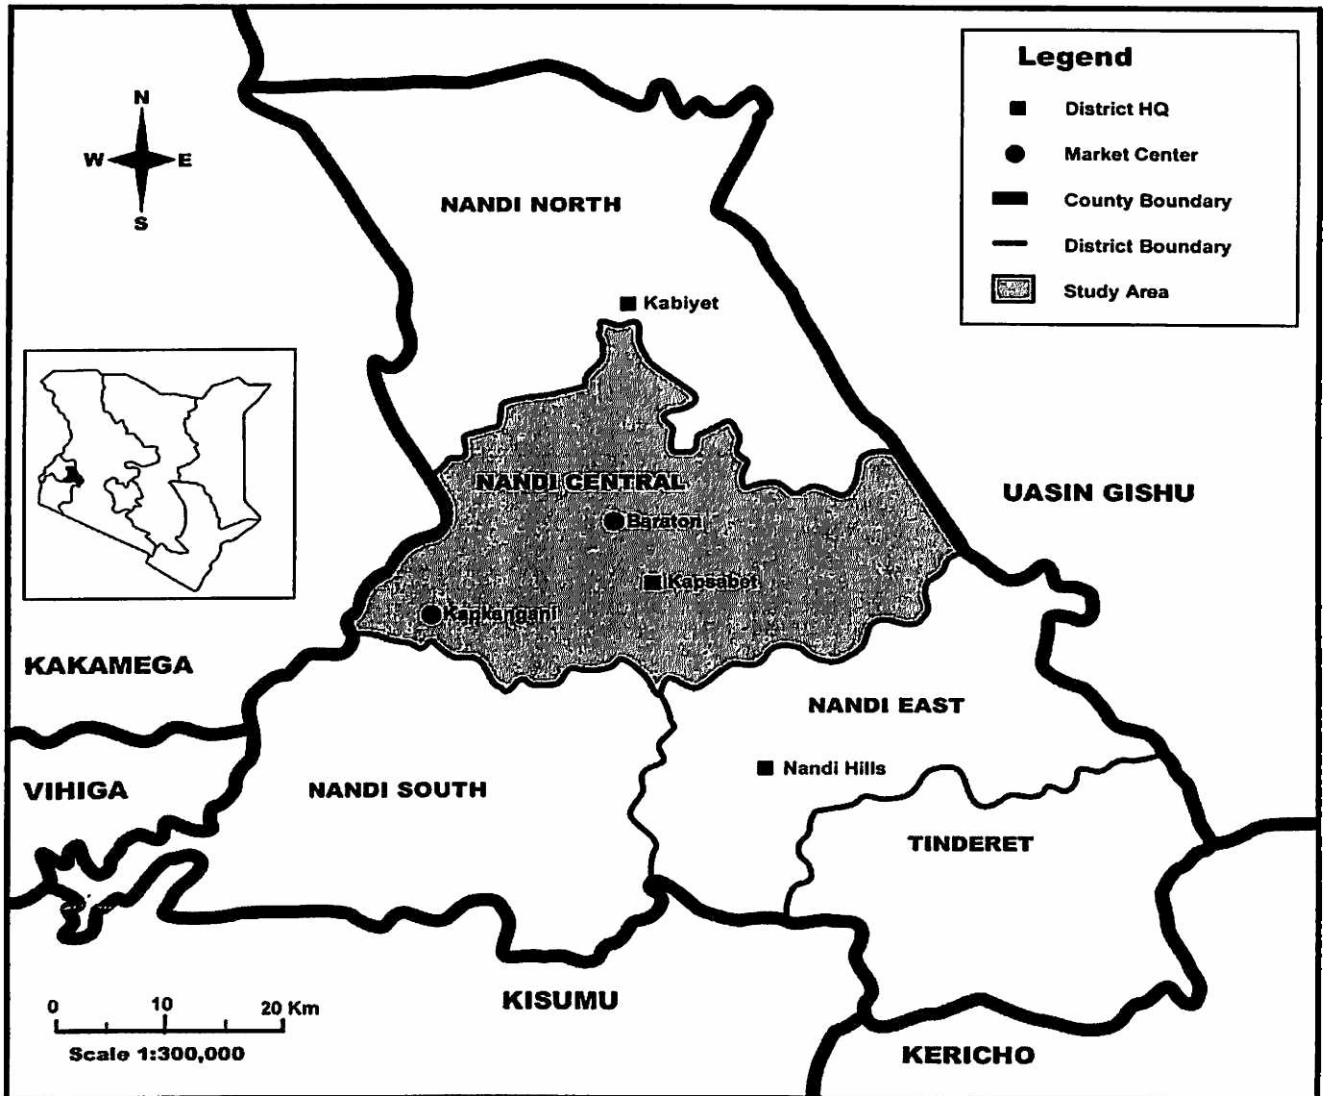 Legend
District HQ
Market Center
County Boundary
District Boundary
Study Area
N
W E
S
NANDI NORTH
Kabiyet
NANDI CENTRAL
UASIN GISHU
Baraton
Kapsabet
Kapkangani
KAKAMEGA
NANDI EAST
VIHIGA
NANDI SOUTH
Nandi Hills
TINDERET
KISUMU
0 10 20 Km
Scale 1:300,000
KERICHO